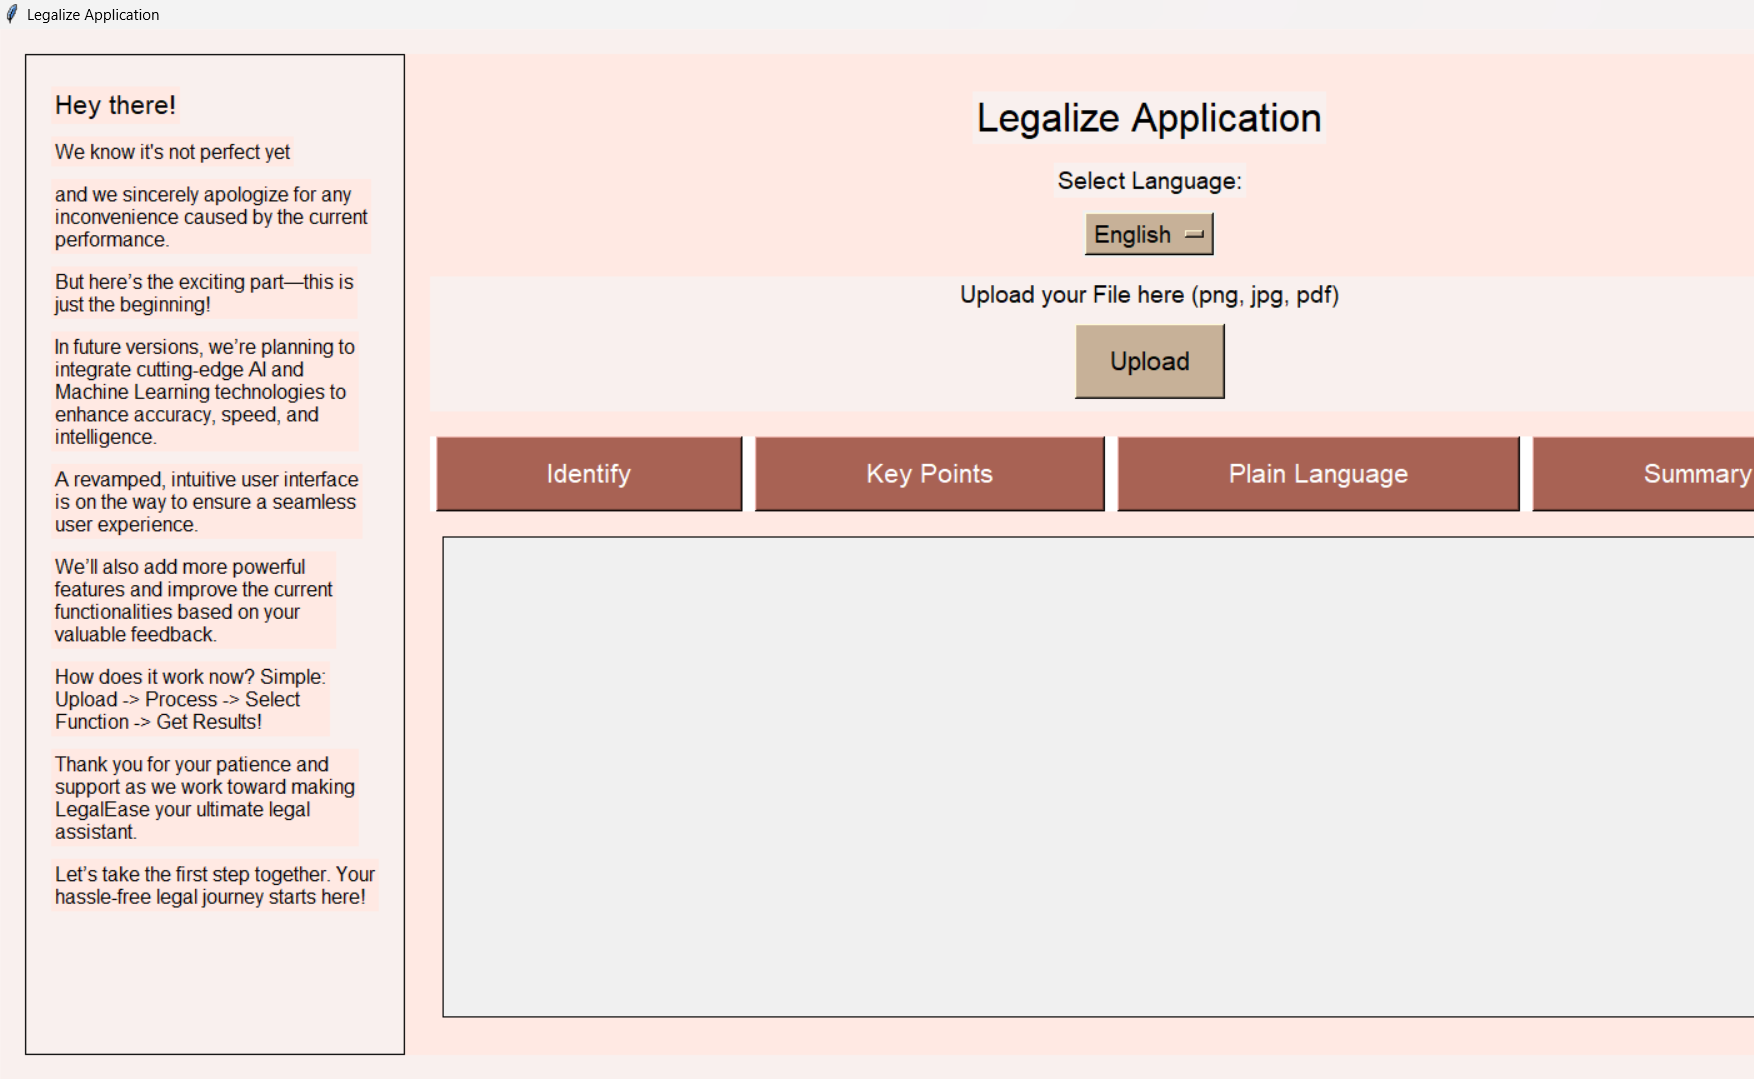 Legalize Application
Hey there!
We know it's not perfect yet
and we sincerely apologize for any
inconvenience caused by the current
performance.
But here’s the exciting part—this is
just the beginning!
In future versions, we’re planning to
integrate cutting-edge AI and
Machine Learning technologies to
enhance accuracy, speed, and
intelligence.
A revamped, intuitive user interface
is on the way to ensure a seamless
user experience.
We’ll also add more powerful
features and improve the current
functionalities based on your
valuable feedback.
How does it work now? Simple:
Upload -> Process -> Select
Function -> Get Results!
Thank you for your patience and
support as we work toward making
LegalEase your ultimate legal
assistant.
Let’s take the first step together. Your
hassle-free legal journey starts here!
Legalize Application
Select Language:
English
Upload your File here (png, jpg, pdf)
Upload
Identify
Key Points
Plain Language
Summary